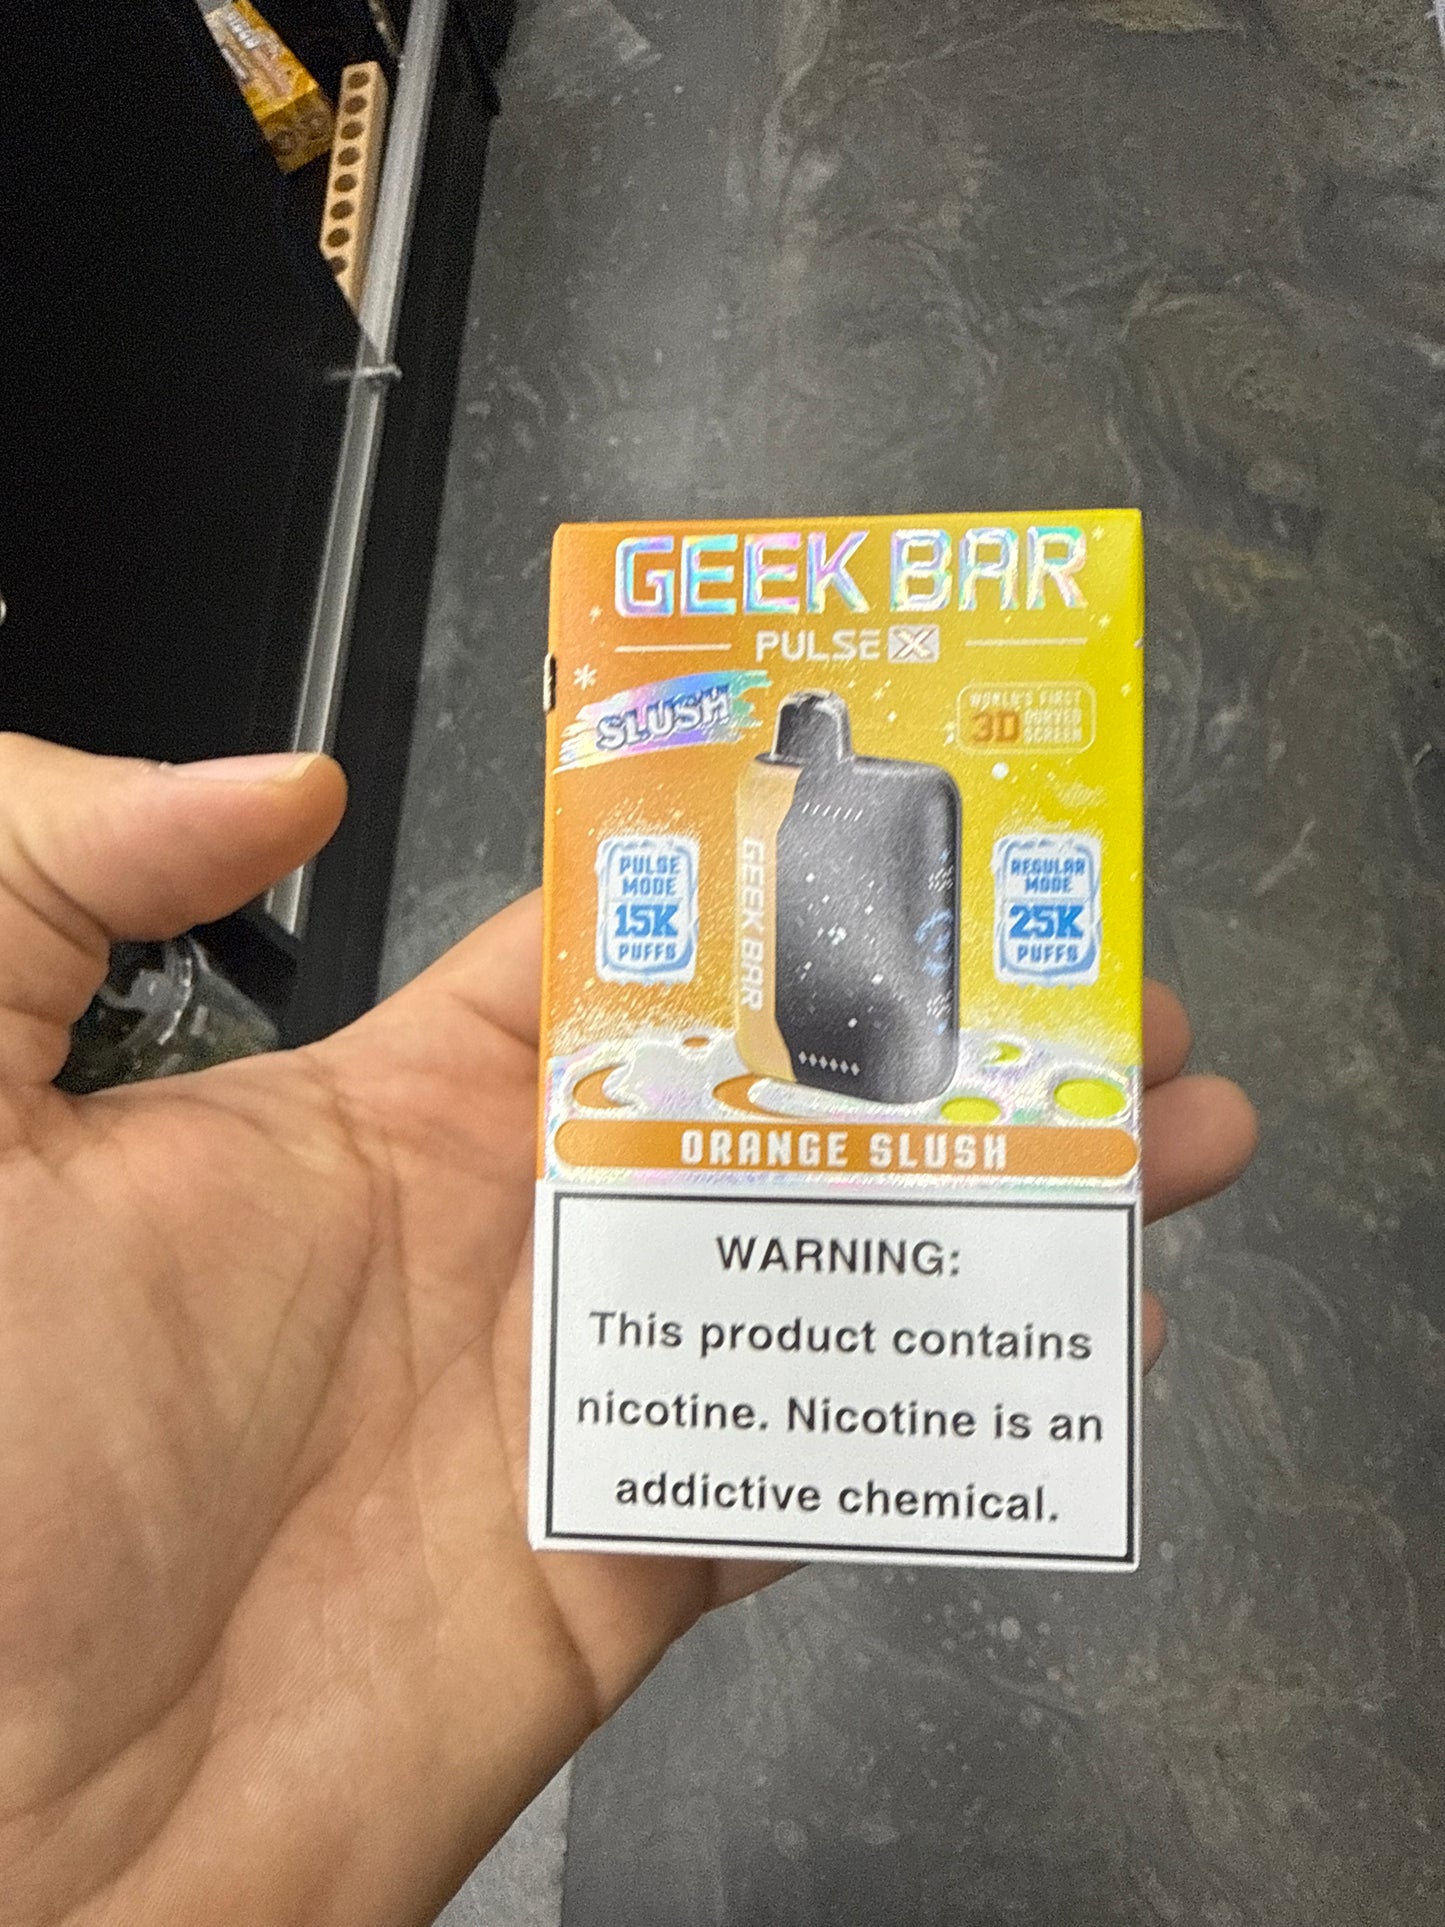 GEEK BAR
PULSE X
SLUSH
WORLD'S FIRST
3D CURVED
SCREEN
PULSE
MODE
15K
PUFFS
REGULAR
MODE
25K
PUFFS
GEEK BAR
ORANGE SLUSH
WARNING:
This product contains
nicotine. Nicotine is an
addictive chemical.